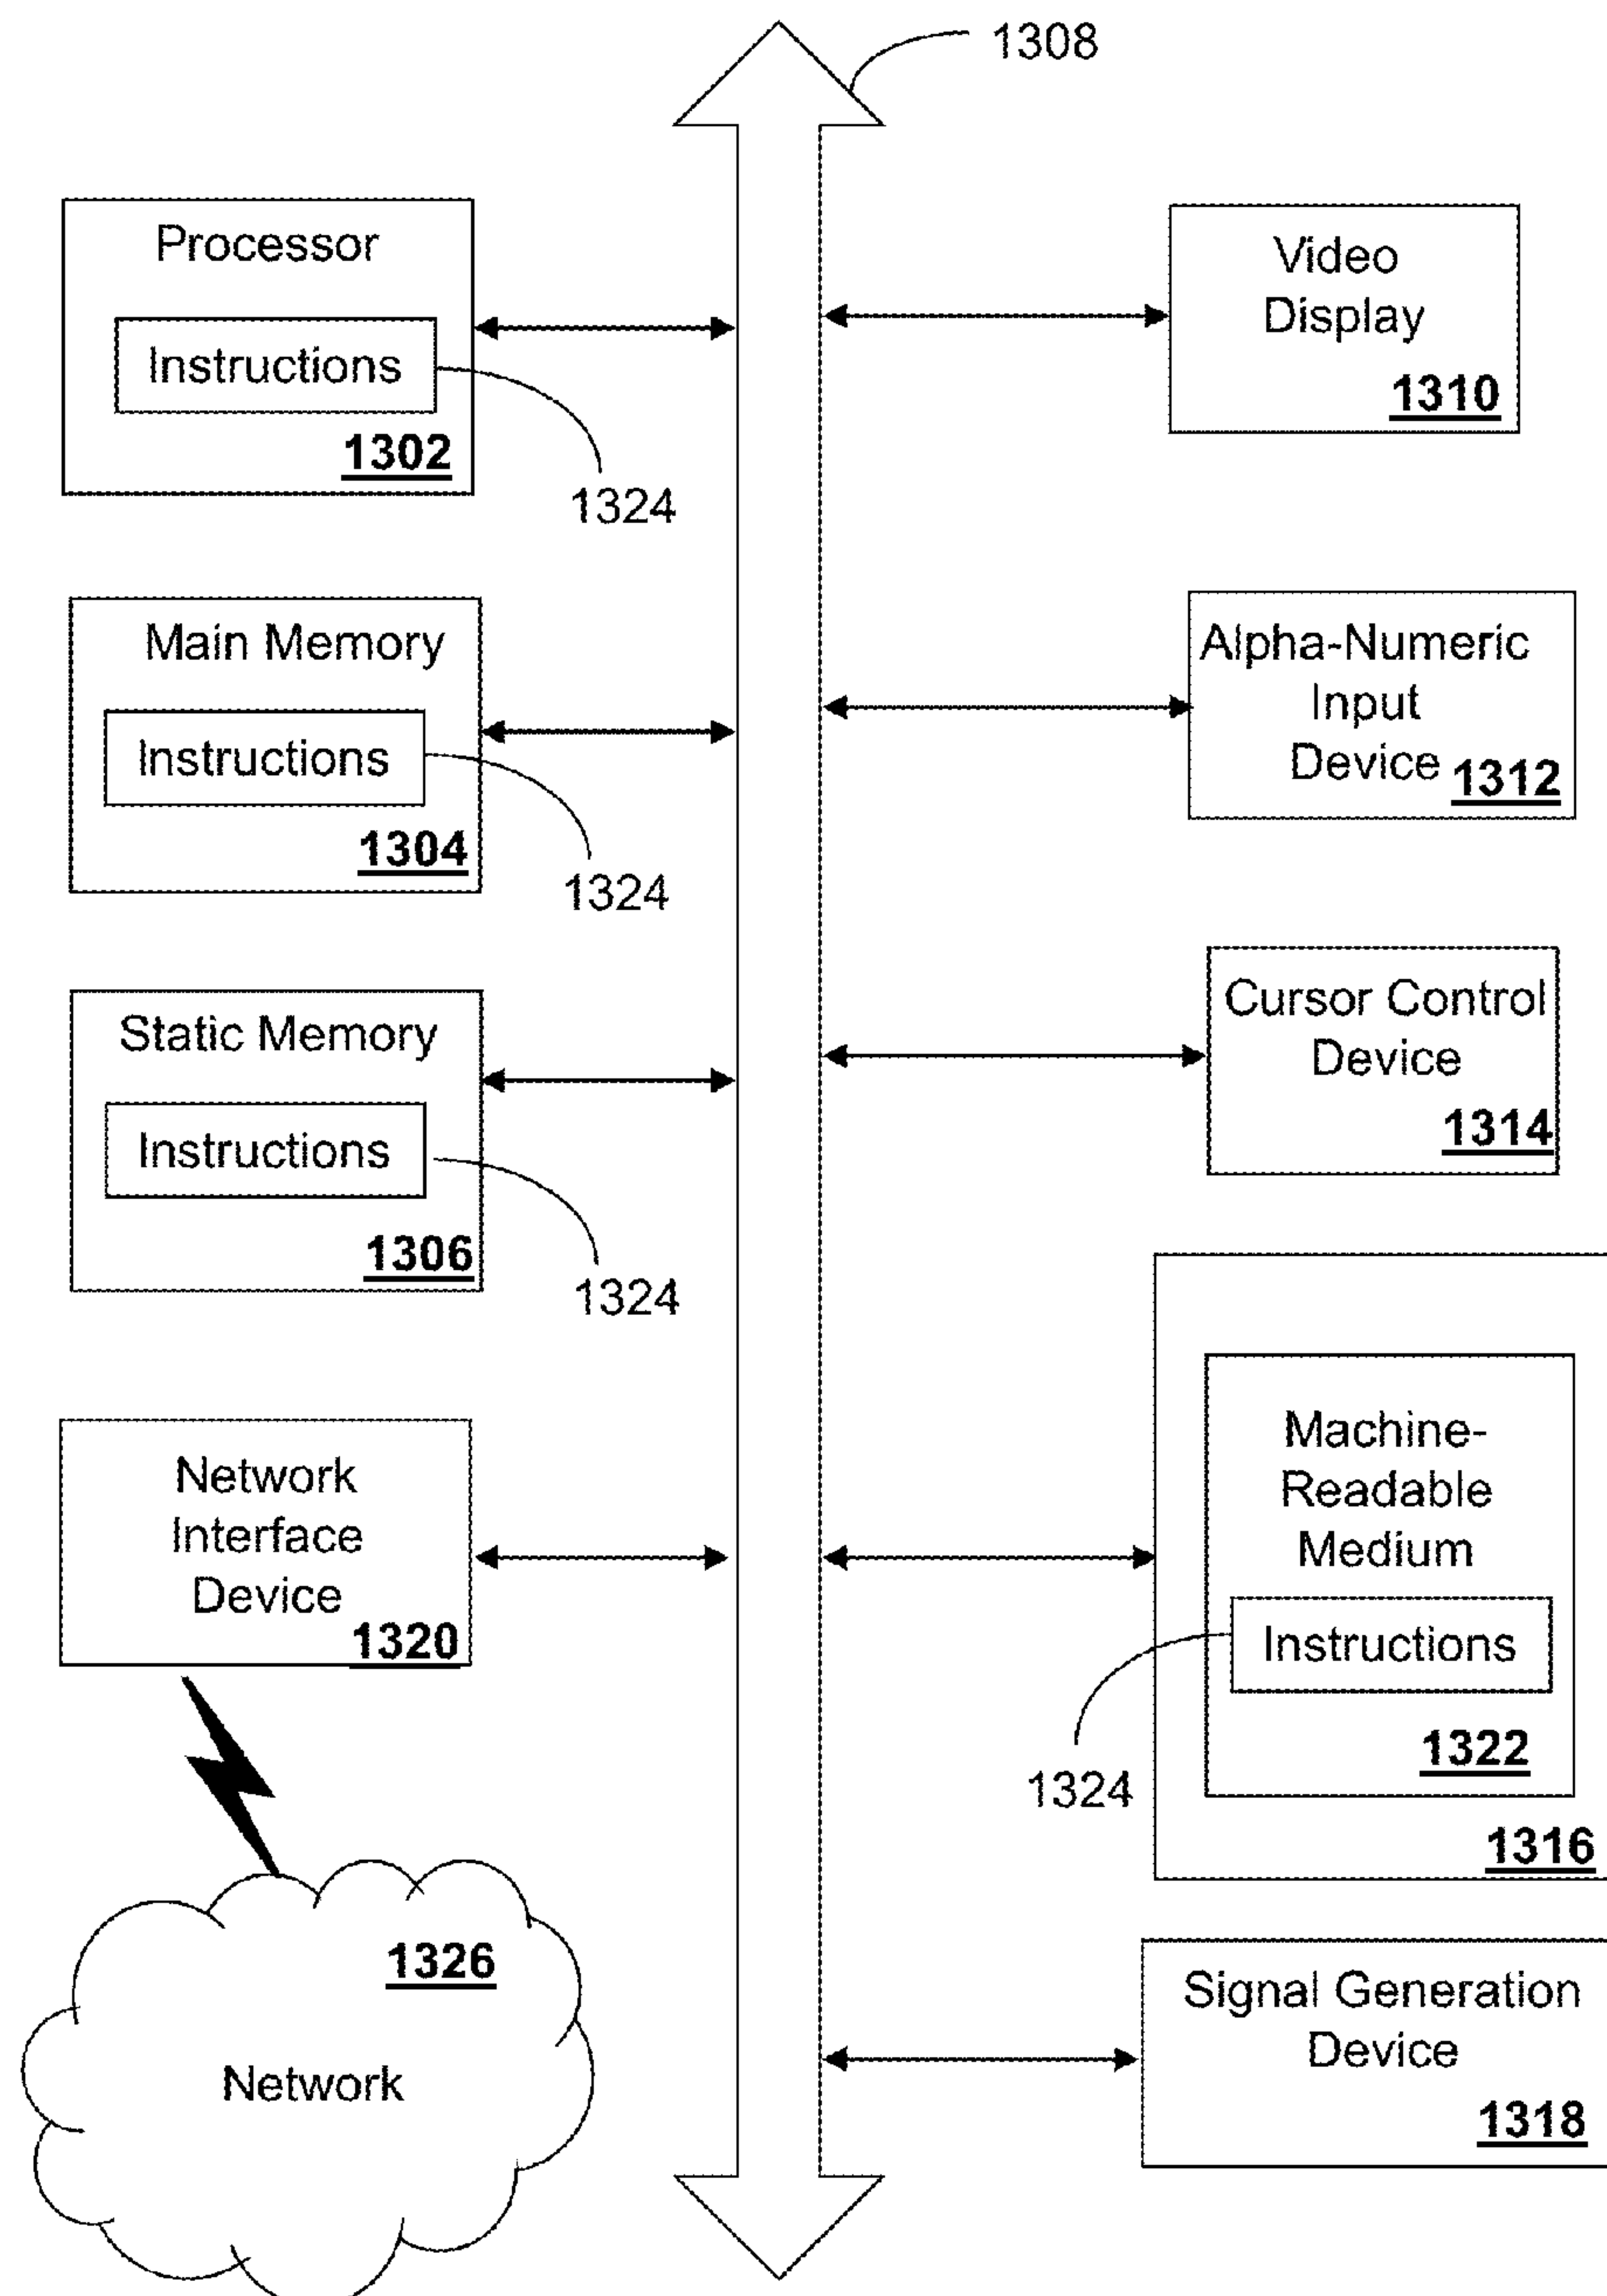 1308
Processor
Instructions
1302
1324
Main Memory
Instructions
1304
1324
Static Memory
Instructions
1306
1324
Network
Interface
Device
1320
1326
Network
Video
Display
1310
Alpha-Numeric
Input
Device 1312
Cursor Control
Device
1314
Machine-
Readable
Medium
Instructions
1322
1324
1316
Signal Generation
Device
1318